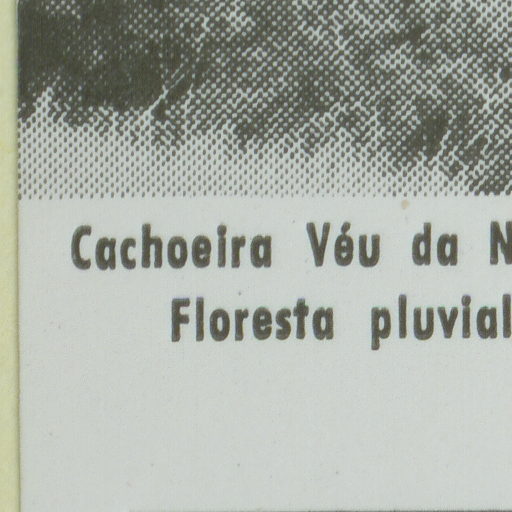 Cachoeira Véu da N
Floresta pluvial